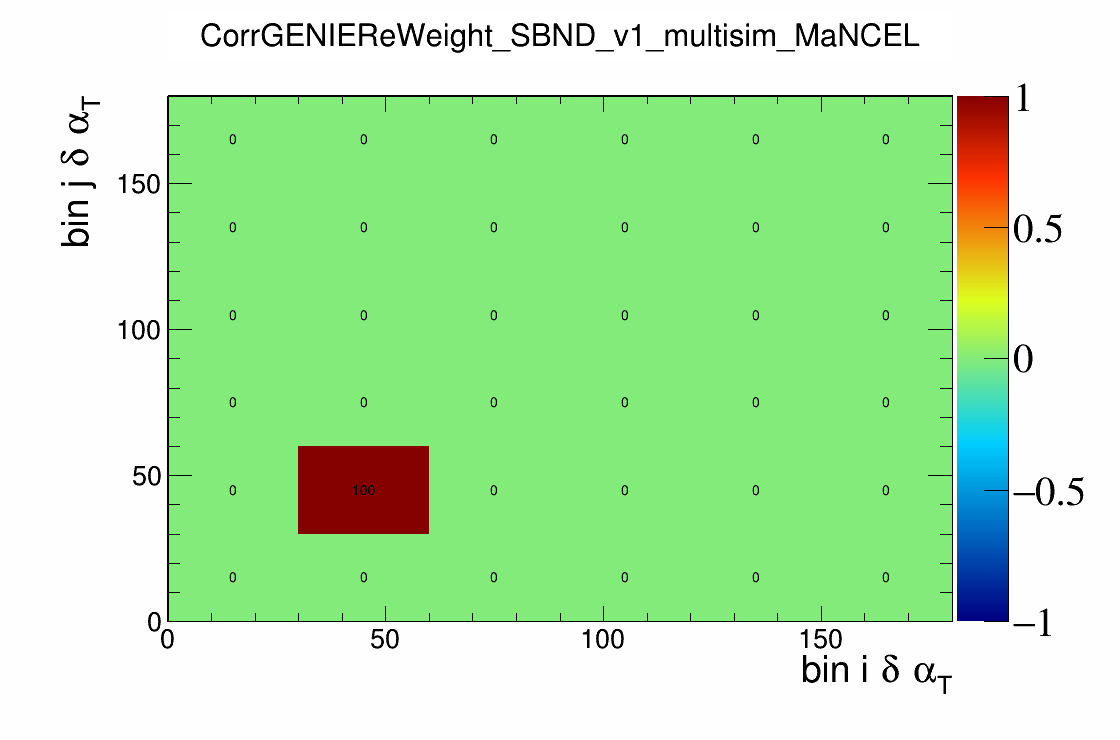 CorrGENIEReWeight_SBND_v1_multisim_MaNCEL
bin j δ α_T
150
100
50
0
0 0 0 0 0 0
0 0 0 0 0 0
0 0 0 0 0 0
0 0 0 0 0 0
0 100 0 0 0 0
0 0 0 0 0 0
0 50 100 150
bin i δ α_T
1
0.5
0
−0.5
−1